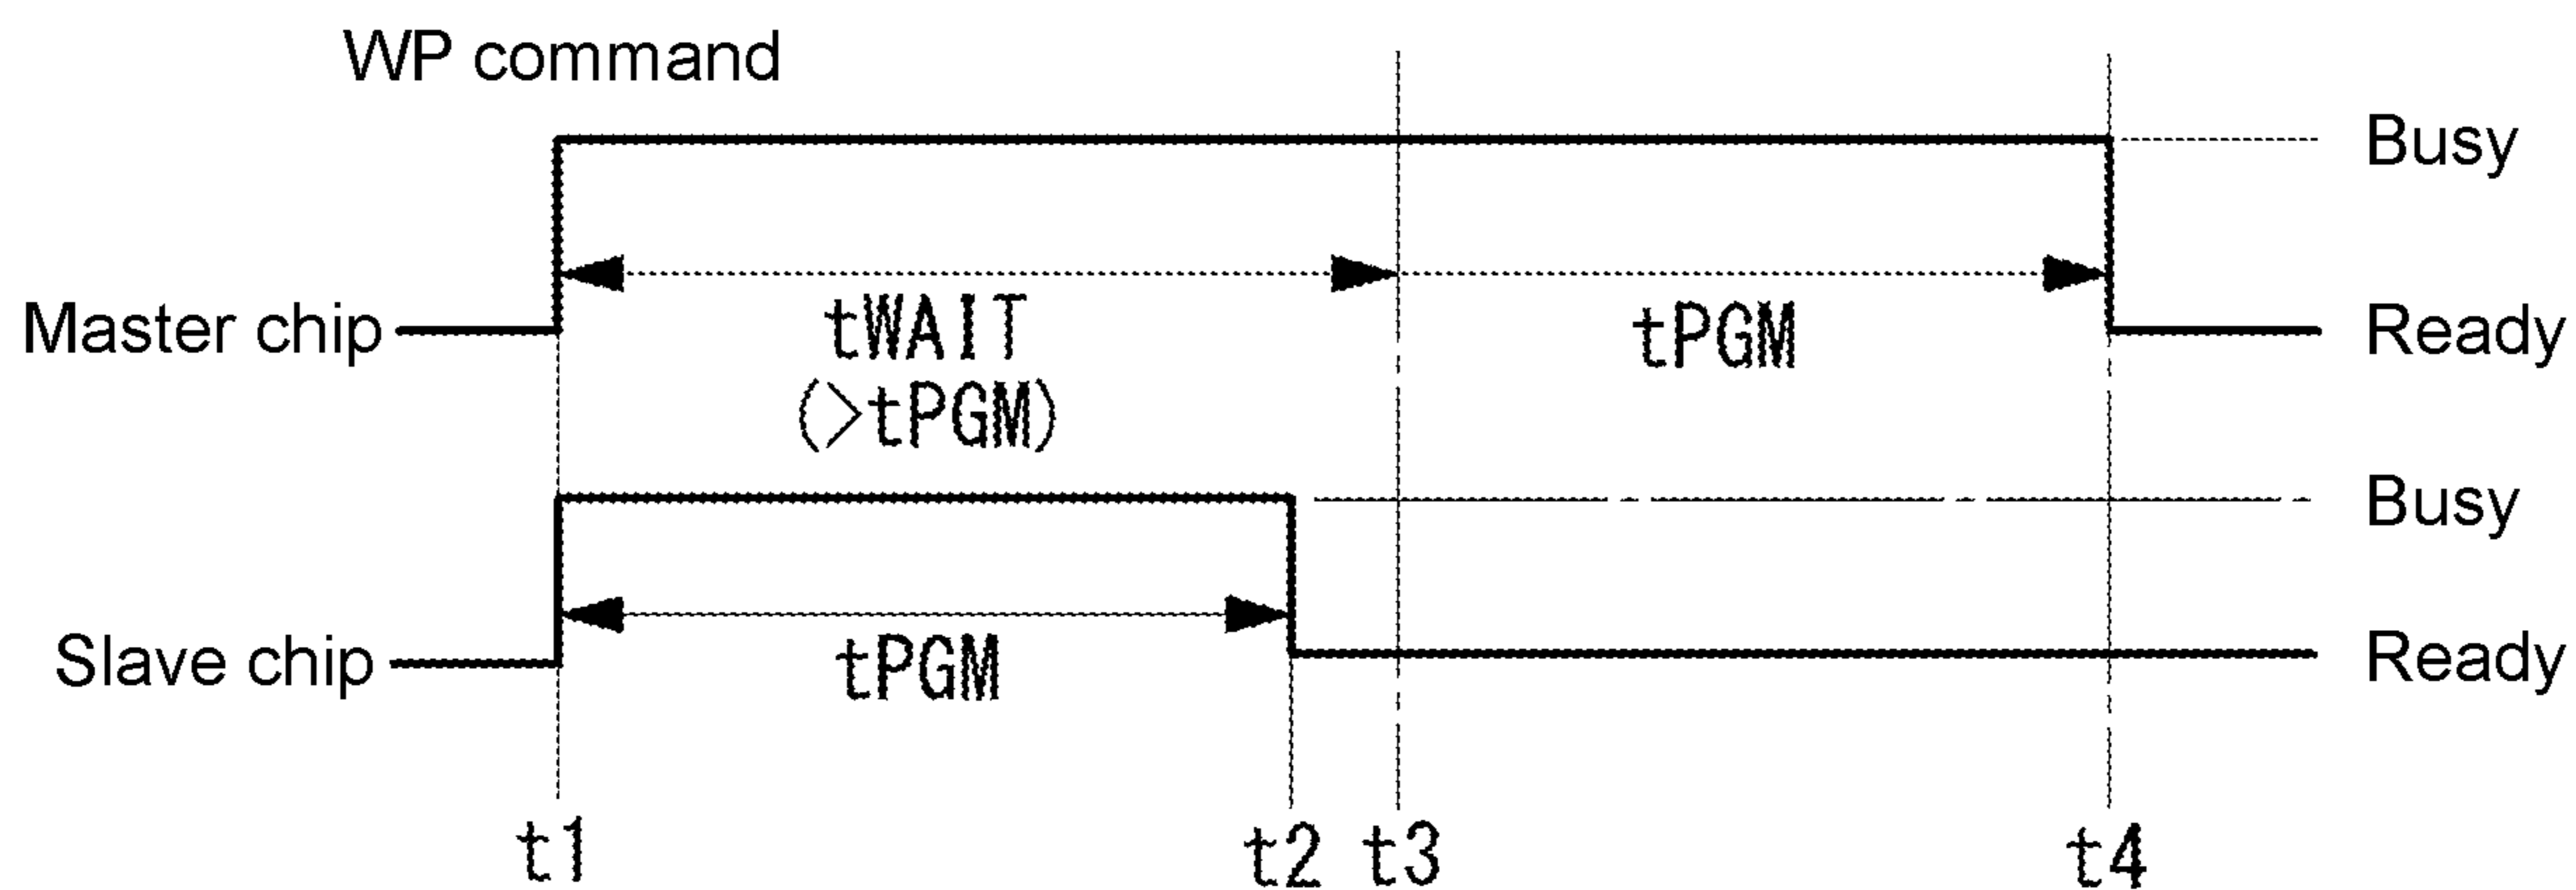 WP command
Busy
Master chip
tWAIT
(>tPGM)
tPGM
Ready
Busy
Slave chip
tPGM
Ready
t1
t2
t3
t4